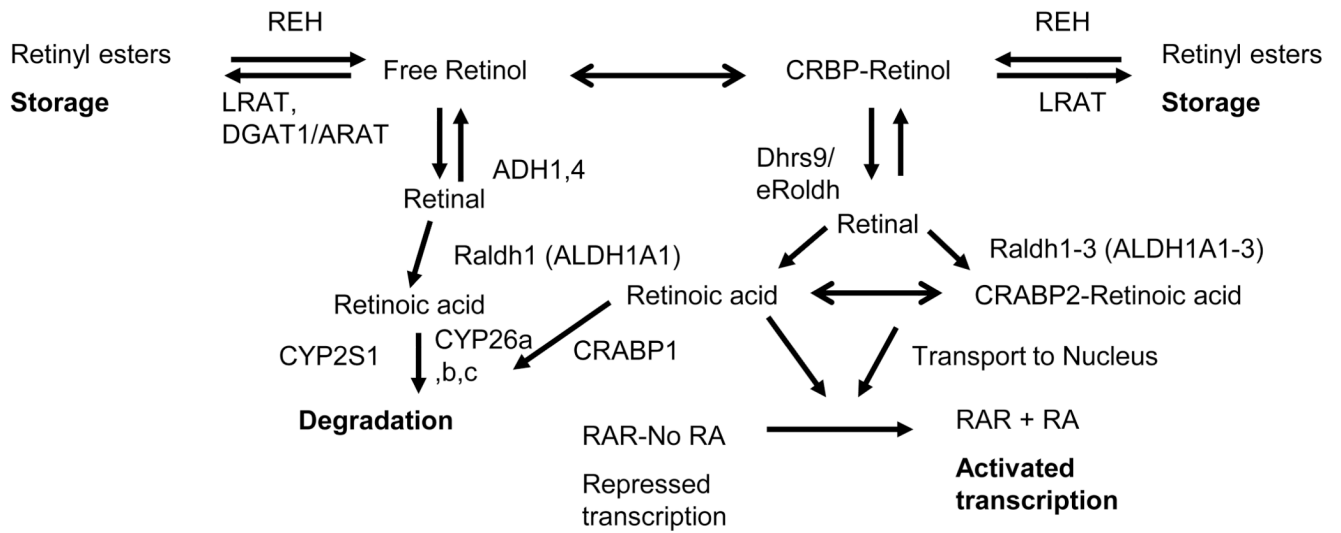 REH
REH
Retinyl esters
Free Retinol
CRBP-Retinol
Retinyl esters
Storage
LRAT,
DGAT1/ARAT
LRAT
Storage
ADH1,4
Dhrs9/
eRoldh
Retinal
Retinal
Raldh1 (ALDH1A1)
Raldh1-3 (ALDH1A1-3)
Retinoic acid
Retinoic acid
CRABP2-Retinoic acid
CYP2S1
CYP26a
,b,c
CRABP1
Transport to Nucleus
Degradation
RAR-No RA
RAR + RA
Repressed
transcription
Activated
transcription